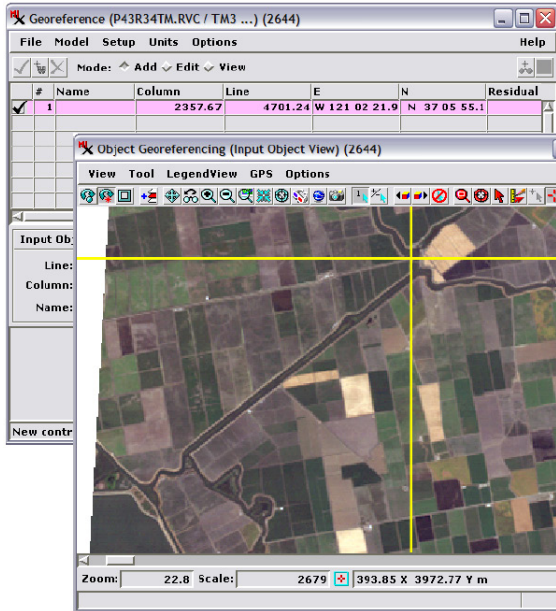 Georeference (P43R34TM.RVC / TM3 ...) (2644)
File Model Setup Units Options Help
Mode: Add Edit View
# Name Column Line E N Residual
1 2357.67 4701.24 W 121 02 21.9 N 37 05 55.1
Object Georeferencing (Input Object View) (2644)
View Tool LegendView GPS Options
Input Obj
Line:
Column:
Name:
New contr
Zoom: 22.8 Scale: 2679 393.85 X 3972.77 Y m